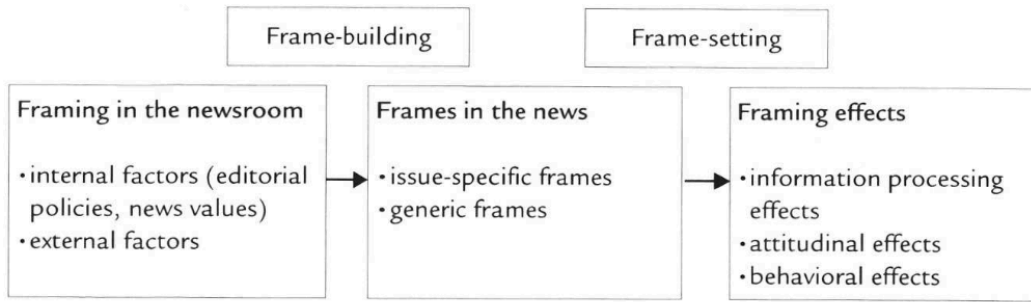 Frame-building
Frame-setting
Framing in the newsroom
•internal factors (editorial
policies, news values)
•external factors
Frames in the news
•issue-specific frames
•generic frames
Framing effects
•information processing
effects
•attitudinal effects
•behavioral effects